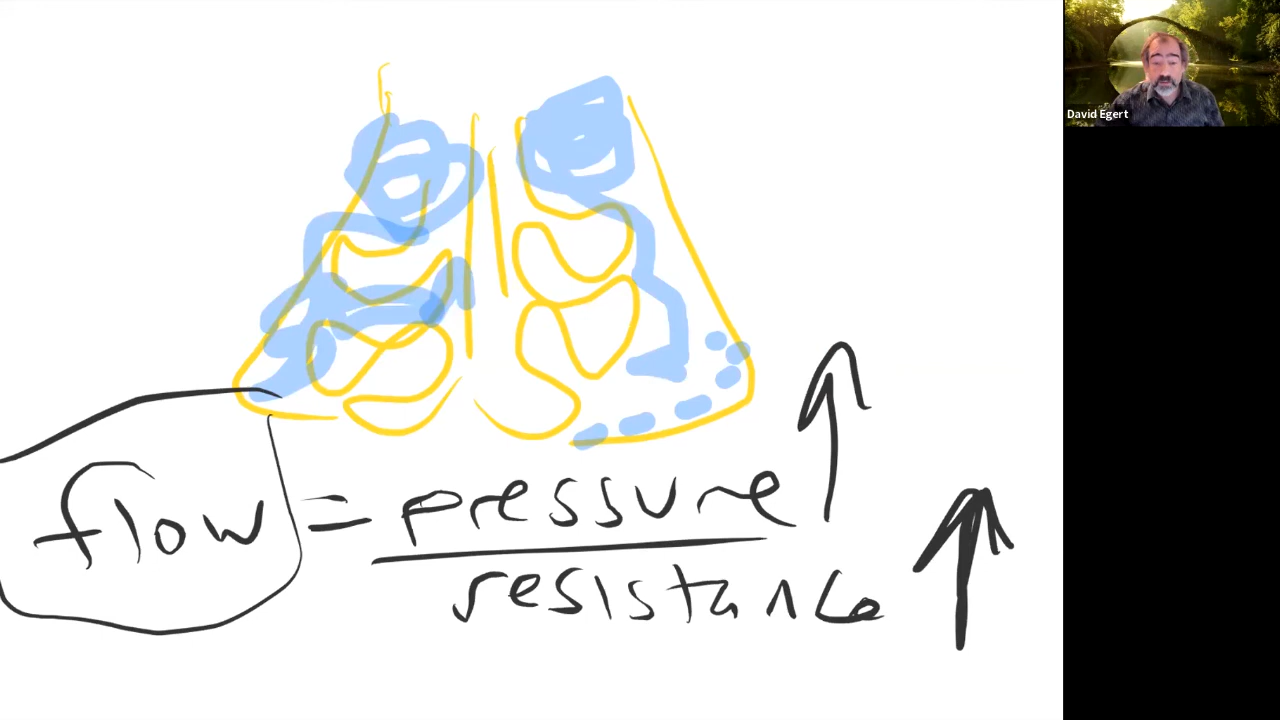 David Egert
flow = pressure
resistance